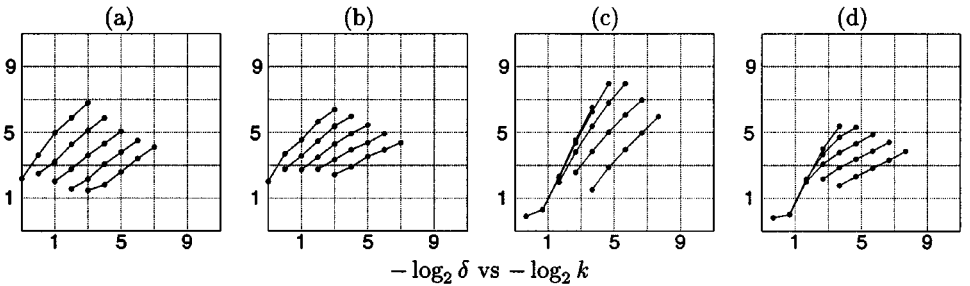 (a) (b) (c) (d)
9 9 9 9
5 5 5 5
1 1 1 1
1 5 9 1 5 9 1 5 9 1 5 9
− log₂ δ vs − log₂ k